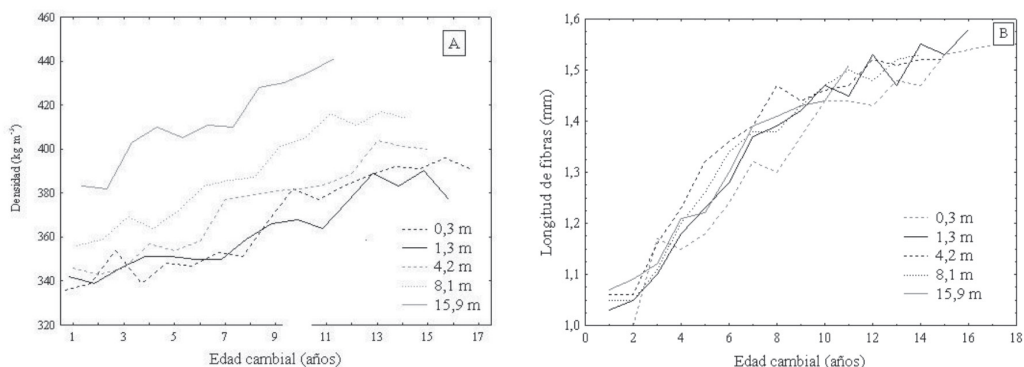 460
440
420
400
380
360
340
320
Densidad (kg m⁻³)
A
0,3 m
1,3 m
4,2 m
8,1 m
15,9 m
1 3 5 7 9 11 13 15 17
Edad cambial (años)
1,6
1,5
1,4
1,3
1,2
1,1
1,0
Longitud de fibras (mm)
B
0,3 m
1,3 m
4,2 m
8,1 m
15,9 m
0 2 4 6 8 10 12 14 16 18
Edad cambial (años)